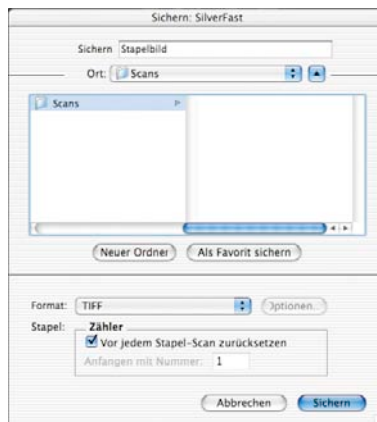 Sichern: SilverFast
Sichern Stapelbild
Ort: Scans
Scans
Neuer Ordner Als Favorit sichern
Format: TIFF Optionen...
Stapel: Zähler
Vor jedem Stapel-Scan zurücksetzen
Anfangen mit Nummer: 1
Abbrechen Sichern